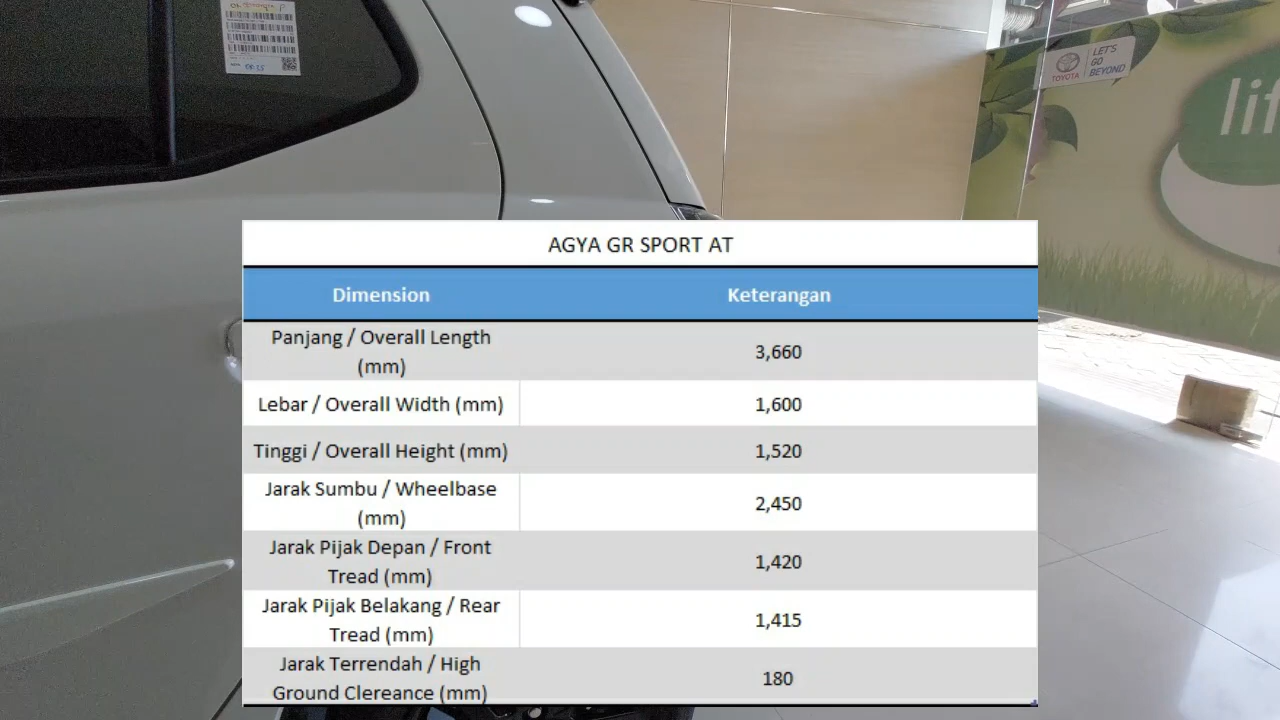 TOYOTA
LET'S
GO
BEYOND
lif
AGYA GR SPORT AT
Dimension Keterangan
Panjang / Overall Length
(mm) 3,660
Lebar / Overall Width (mm) 1,600
Tinggi / Overall Height (mm) 1,520
Jarak Sumbu / Wheelbase
(mm) 2,450
Jarak Pijak Depan / Front
Tread (mm) 1,420
Jarak Pijak Belakang / Rear
Tread (mm) 1,415
Jarak Terrendah / High
Ground Clereance (mm) 180